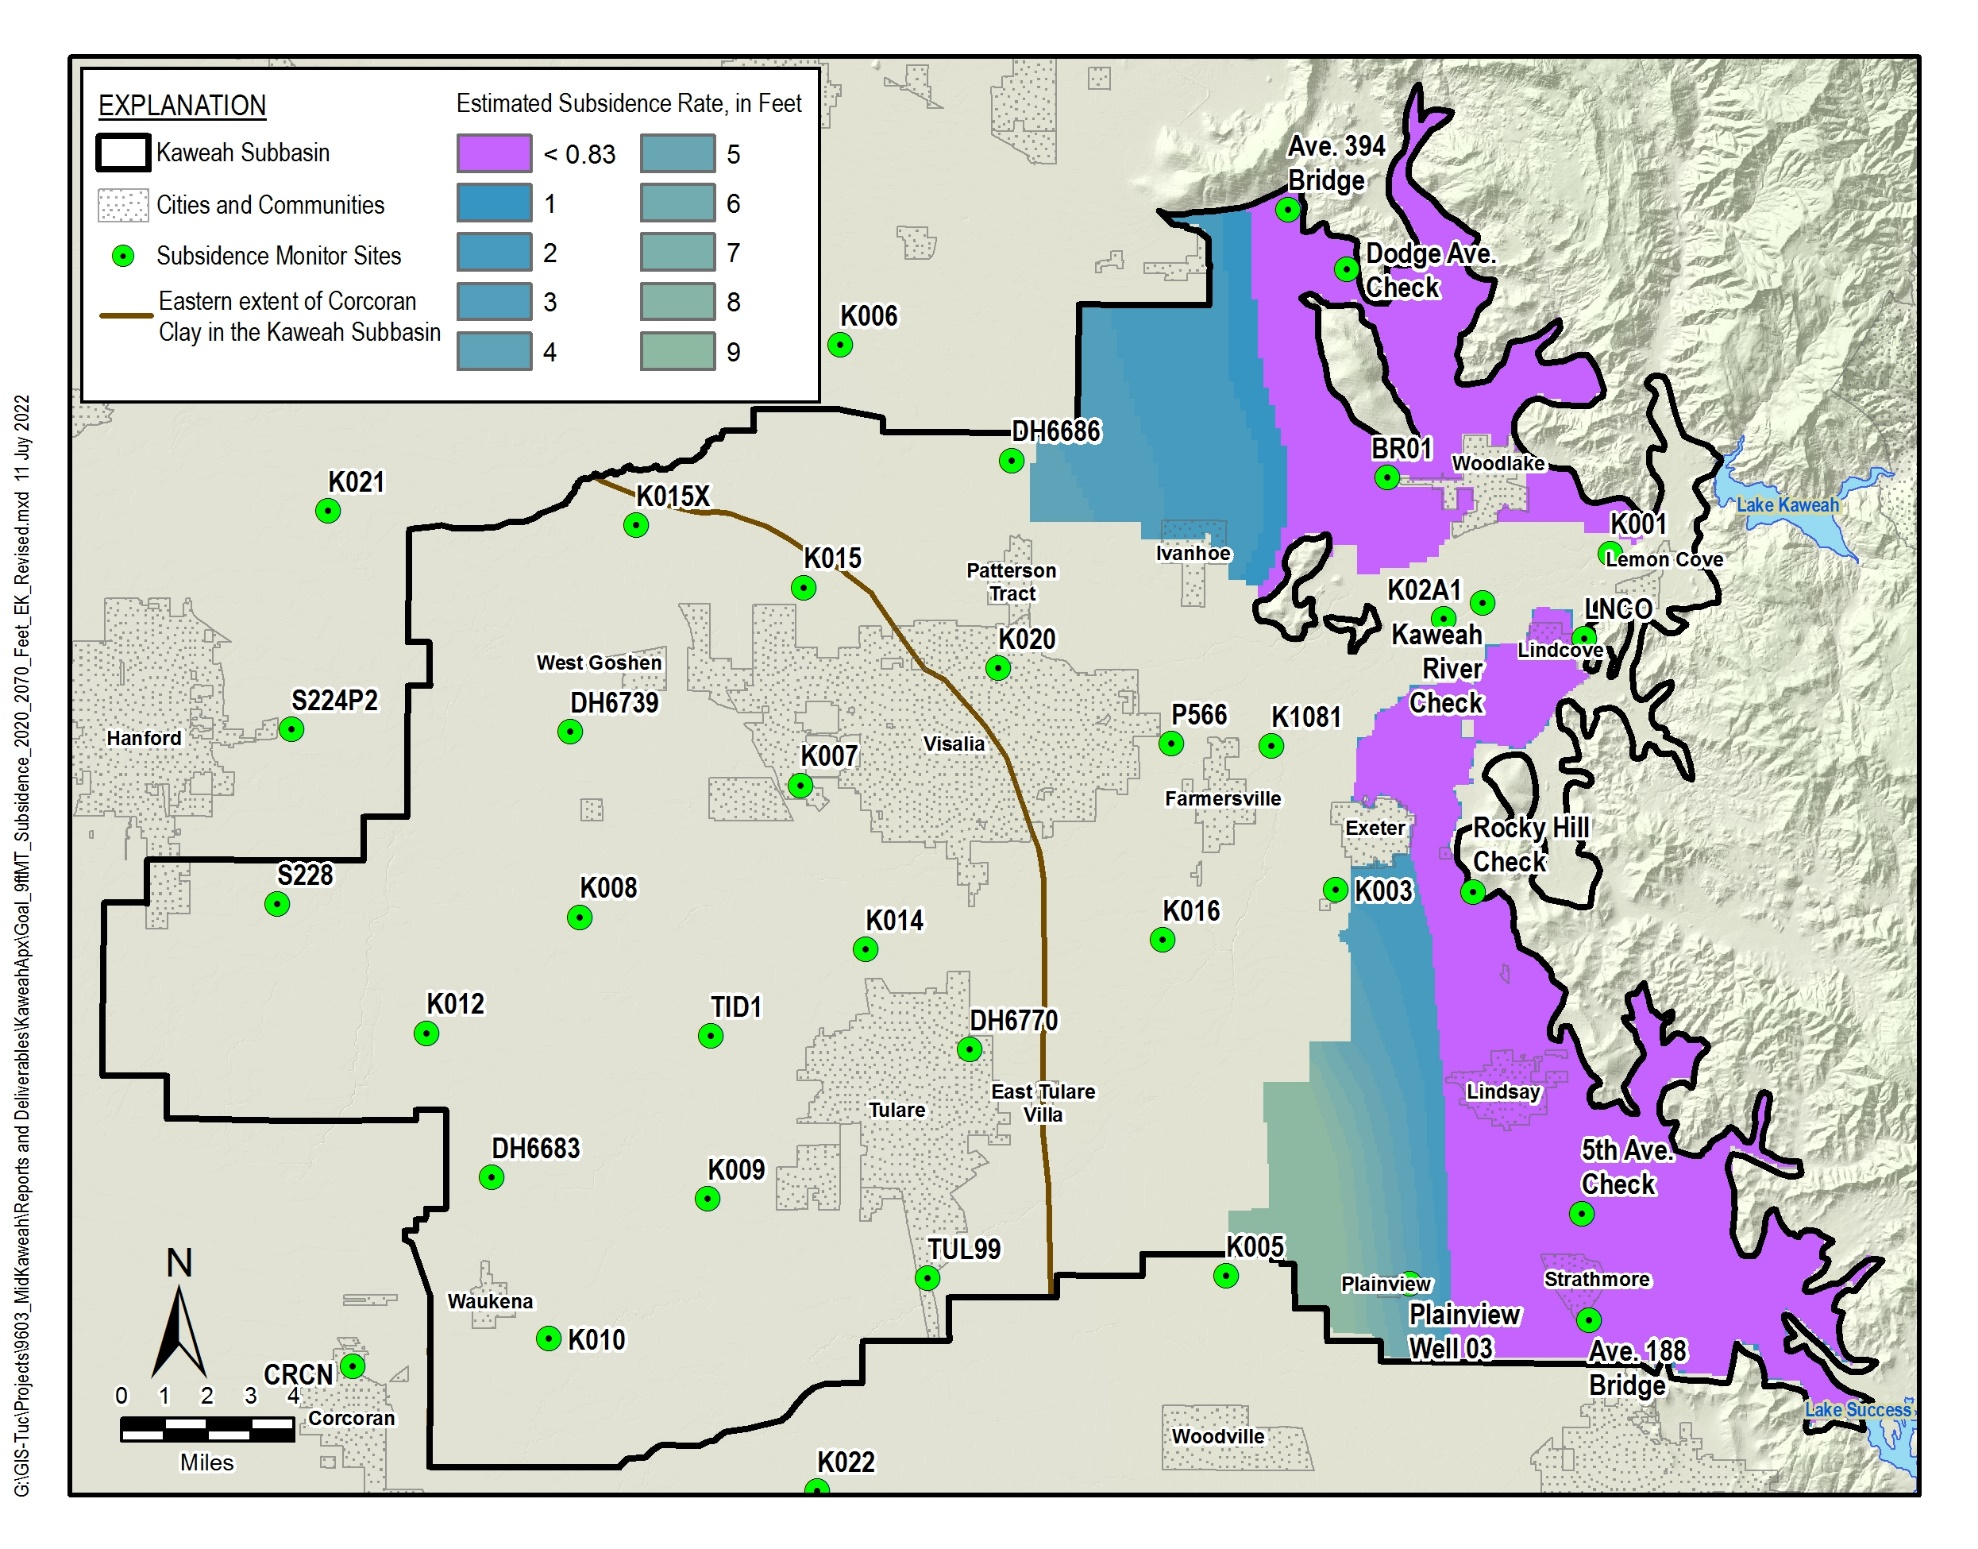 EXPLANATION
Kaweah Subbasin
Cities and Communities
Subsidence Monitor Sites
Eastern extent of Corcoran
Clay in the Kaweah Subbasin
Estimated Subsidence Rate, in Feet
< 0.83
1
2
3
4
5
6
7
8
9
Ave. 394
Bridge
Dodge Ave.
Check
K006
DH6686
BR01
Woodlake
K021
K015X
Lake Kaweah
K001
Lemon Cove
K015
Patterson
Tract
Ivanhoe
K02A1
LNCO
Kaweah
River
Check
Lindcove
K020
West Goshen
S224P2
DH6739
Hanford
P566
K1081
Visalia
K007
Farmersville
Exeter
Rocky Hill
Check
S228
K008
K003
K014
K016
K012
TID1
DH6770
East Tulare
Villa
Tulare
Lindsay
DH6683
K009
5th Ave.
Check
TUL99
K005
Plainview
Strathmore
Waukena
Plainview
Well 03
K010
Ave. 188
Bridge
CRCN
Corcoran
Lake Success
Woodville
K022
N
0 1 2 3 4
Miles
G:\GIS-Tuc\Projects\9603_MidKaweah\Reports and Deliverables\KaweahApx\Goal_9ftMT_Subsidence_2020_2070_Feet_EK_Revised.mxd 11 Juy 2022